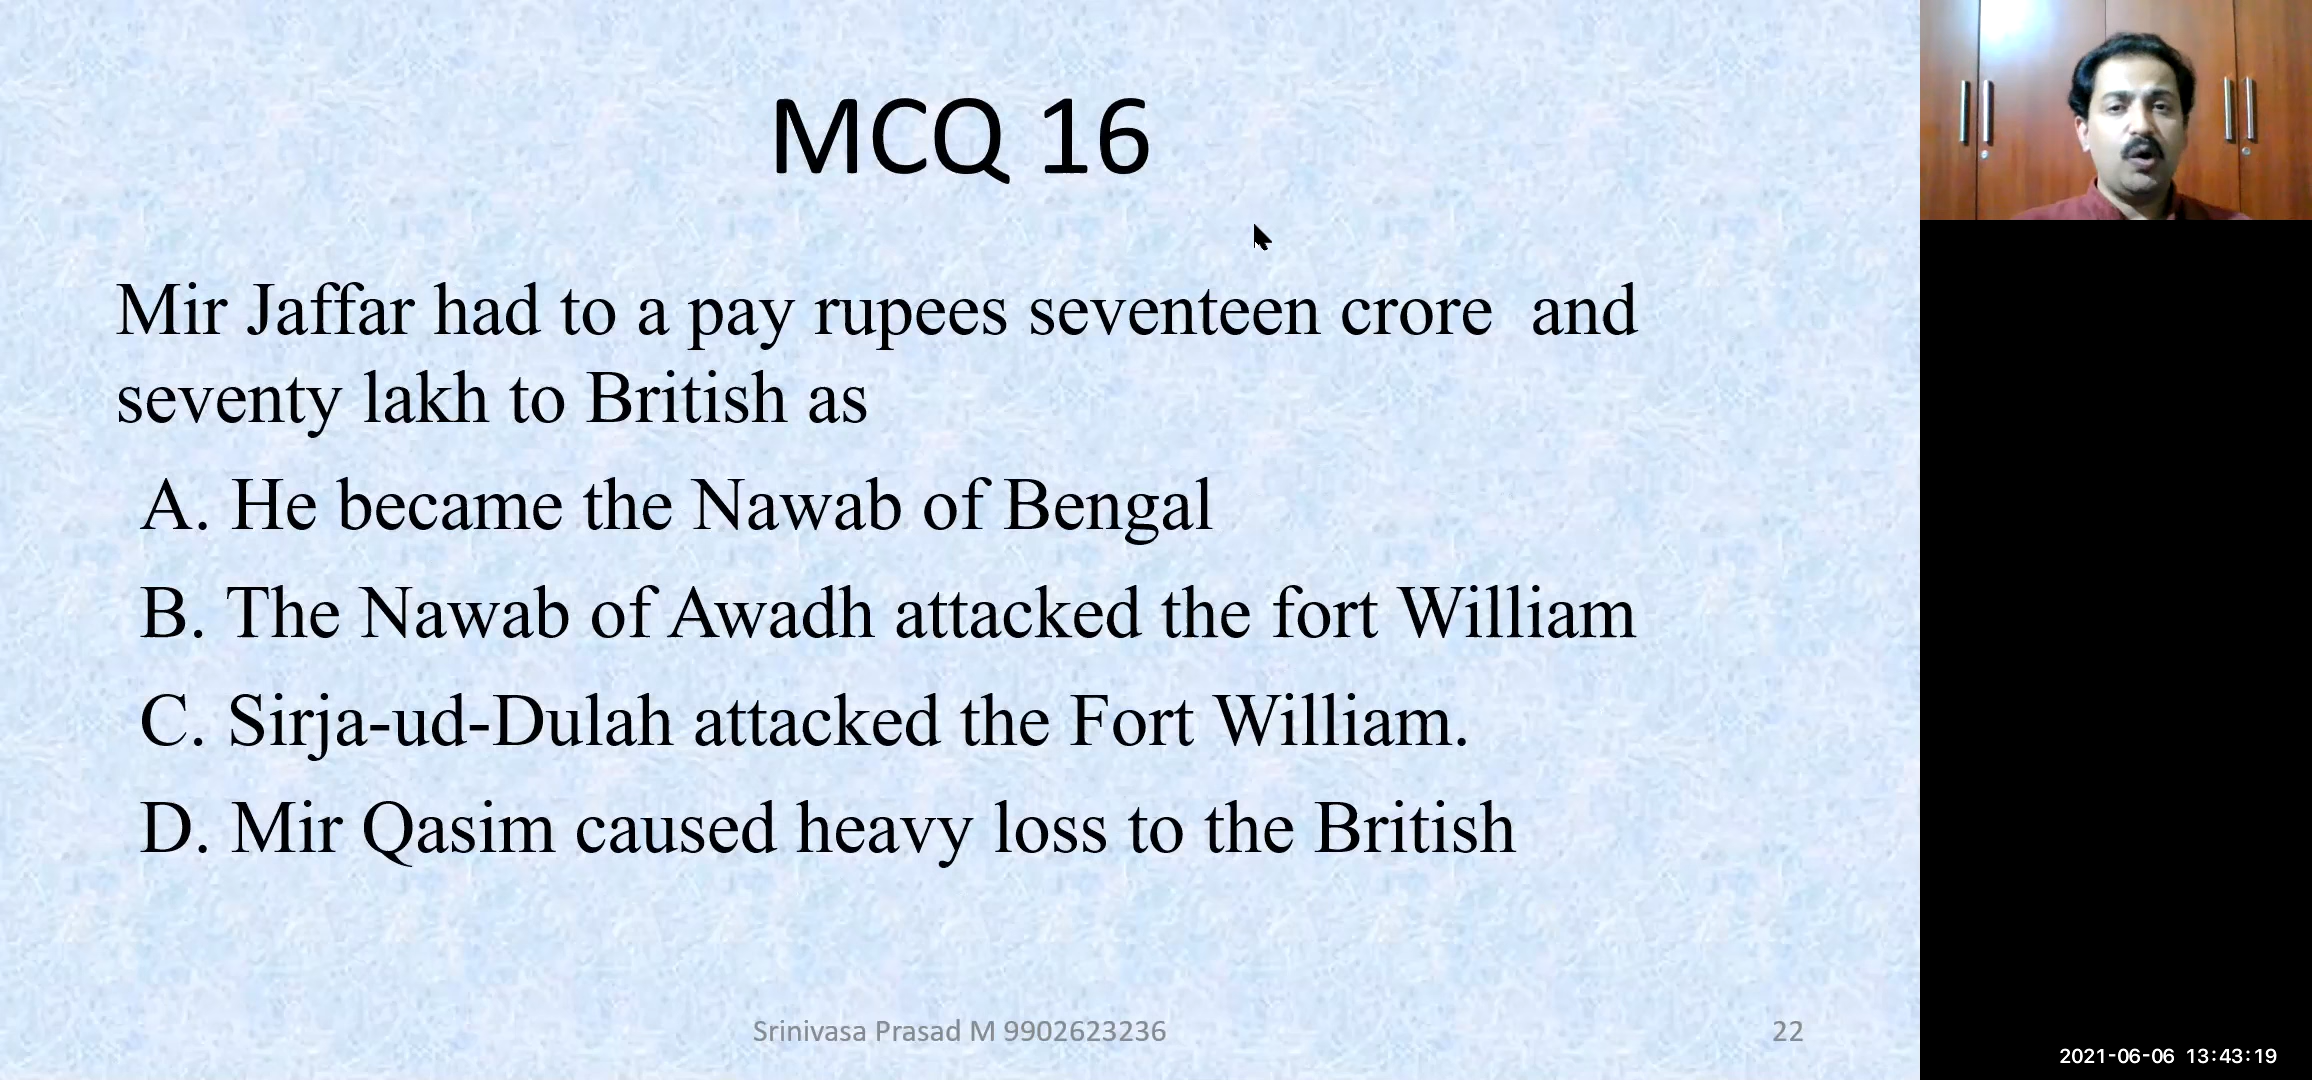 MCQ 16
Mir Jaffar had to a pay rupees seventeen crore  and
seventy lakh to British as
A. He became the Nawab of Bengal
B. The Nawab of Awadh attacked the fort William
C. Sirja-ud-Dulah attacked the Fort William.
D. Mir Qasim caused heavy loss to the British
Srinivasa Prasad M 9902623236
22
2021-06-06 13:43:19